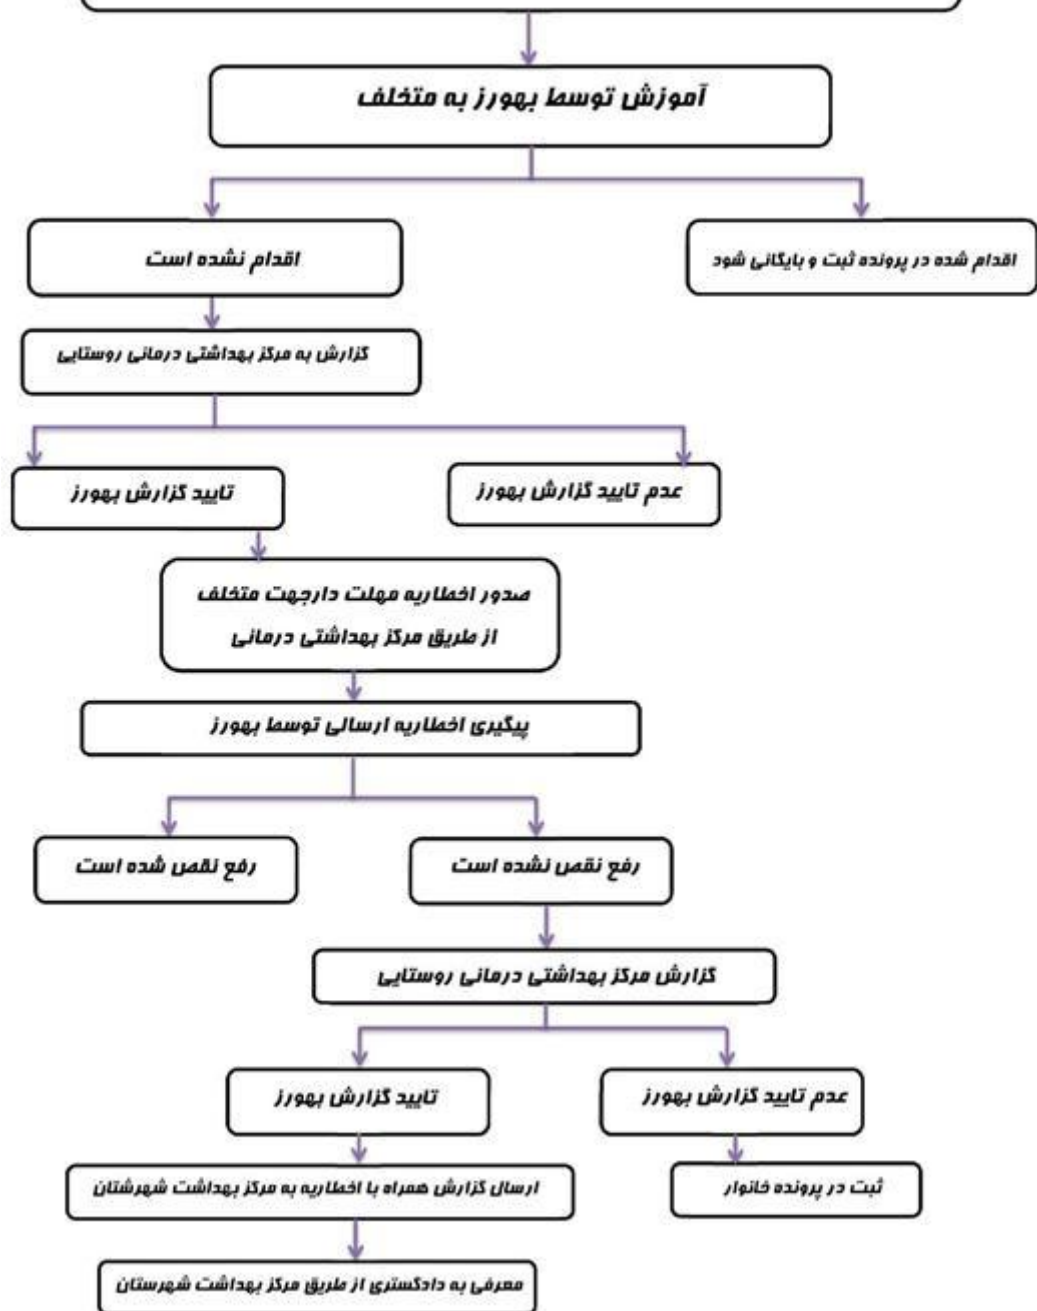 آموزش توسط بهورز به متخلف
اقدام شده در پرونده ثبت و بایگانی شود
اقدام نشده است
گزارش به مرکز بهداشتی درمانی روستایی
عدم تایید گزارش بهورز
تایید گزارش بهورز
صدور اخطاریه مهلت دارجهت متخلف
از طریق مرکز بهداشتی درمانی
پیگیری اخطاریه ارسالی توسط بهورز
رفع نقص نشده است
رفع نقص شده است
گزارش مرکز بهداشتی درمانی روستایی
عدم تایید گزارش بهورز
تایید گزارش بهورز
ثبت در پرونده خانوار
ارسال گزارش همراه با اخطاریه به مرکز بهداشت شهرشتان
معرفی به دادگستری از طریق مرکز بهداشت شهرستان